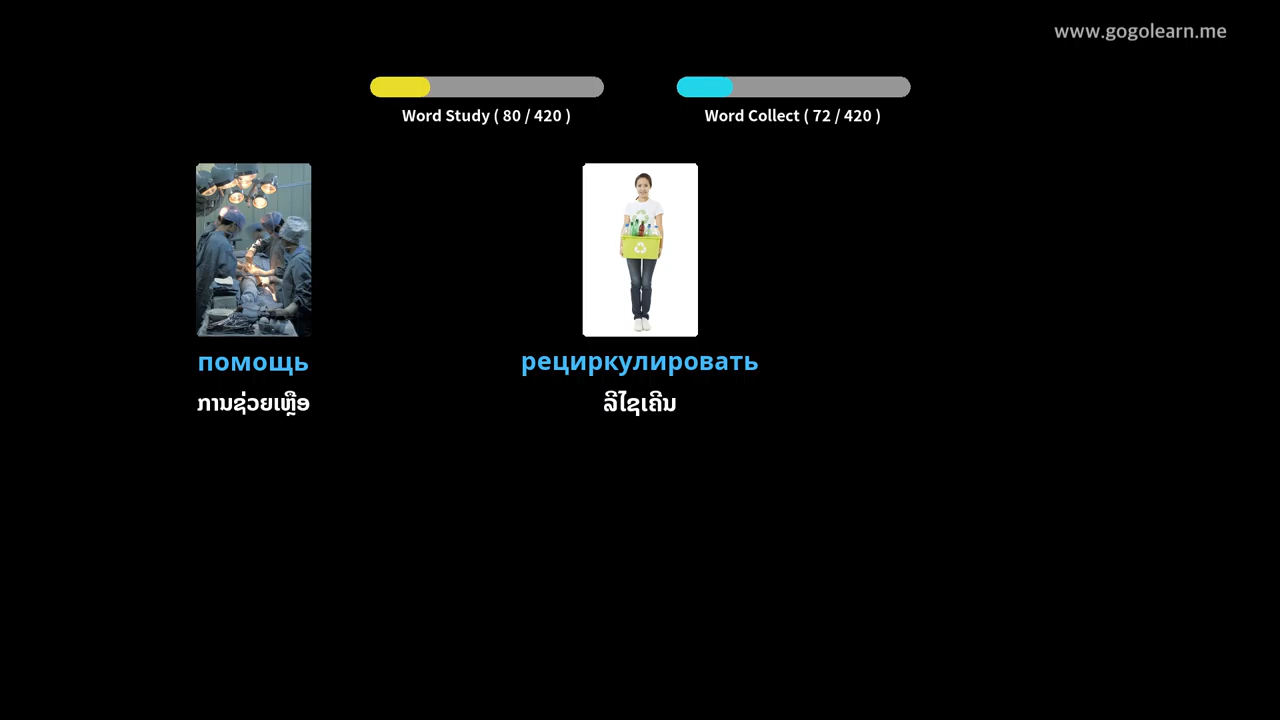 www.gogolearn.me
Word Study ( 80 / 420 )
Word Collect ( 72 / 420 )
помощь
рециркулировать
ການຊ່ວຍເຫຼືອ
ລີໄຊເຄີນ